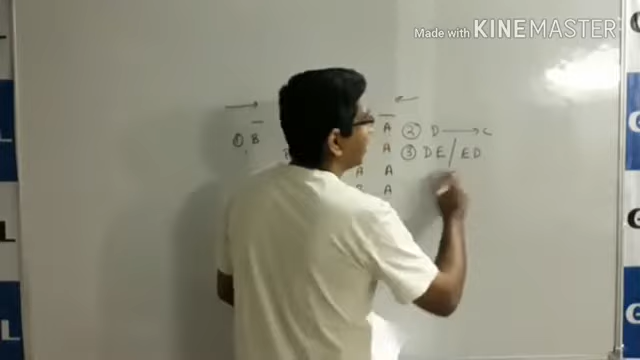 Made with KINEMASTER
① B A ② D → C
A ③ DE / ED
A A
A